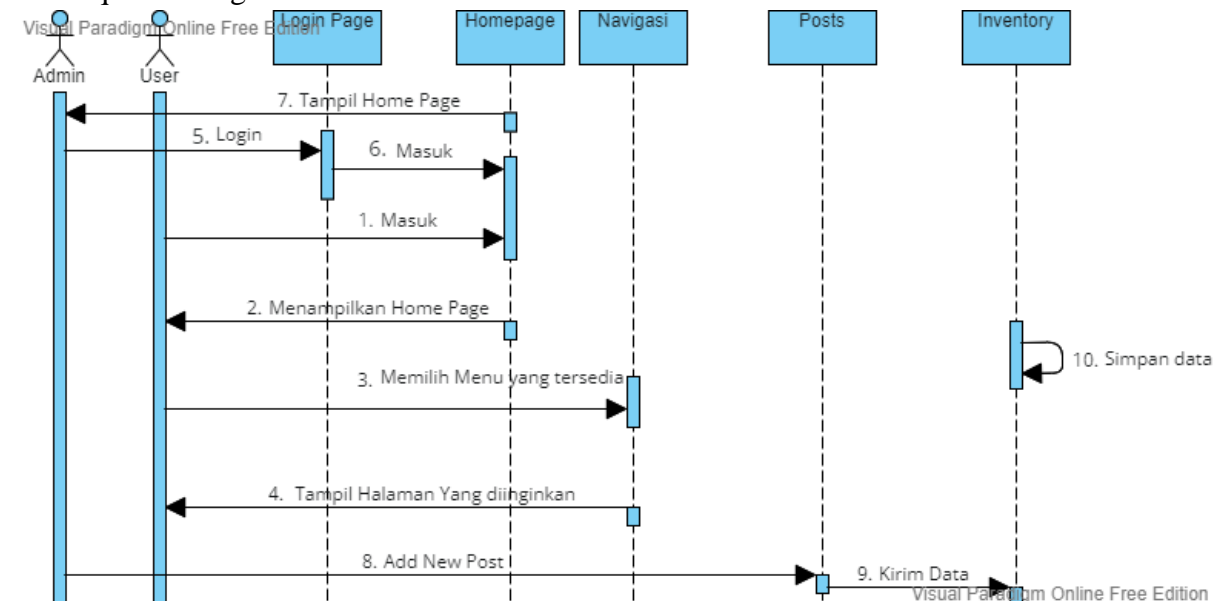 Visual Paradigm Online Free Edition
Admin
User
Login Page
Homepage
Navigasi
Posts
Inventory
7. Tampil Home Page
5. Login
6. Masuk
1. Masuk
2. Menampilkan Home Page
10. Simpan data
3. Memilih Menu yang tersedia
4. Tampil Halaman Yang diinginkan
8. Add New Post
9. Kirim Data
Visual Paradigm Online Free Edition